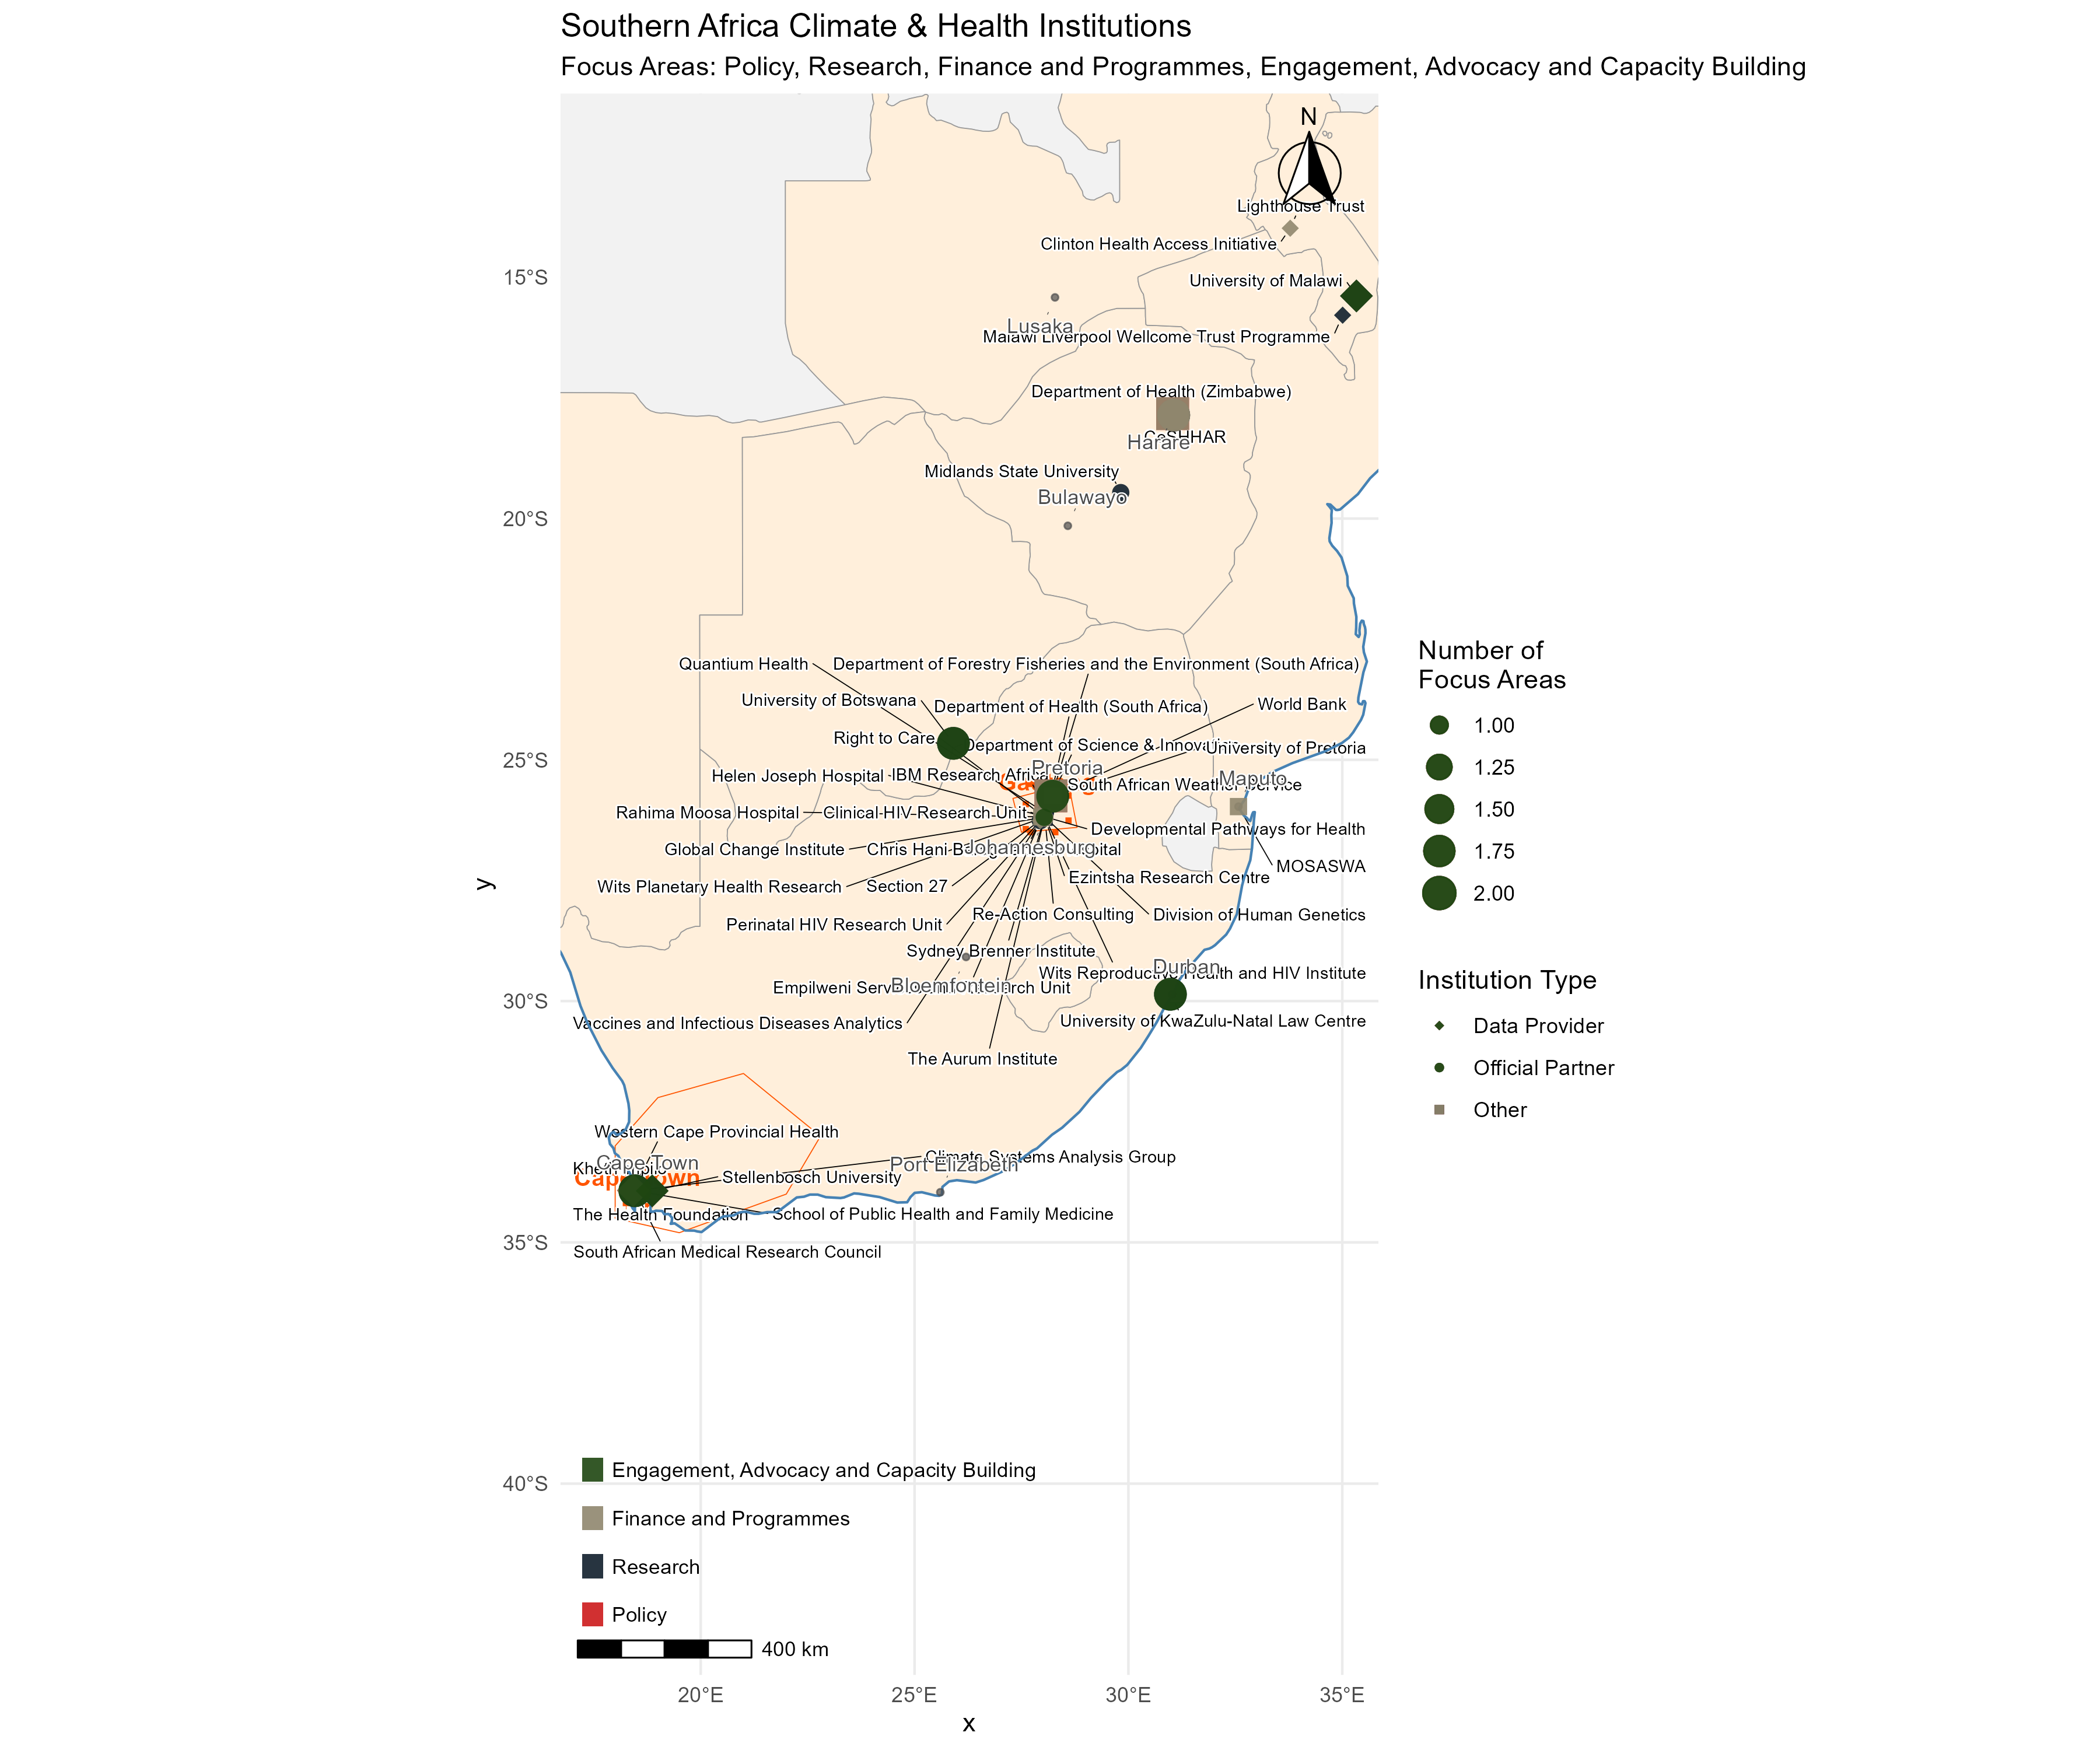 Southern Africa Climate & Health Institutions
Focus Areas: Policy, Research, Finance and Programmes, Engagement, Advocacy and Capacity Building
N
Lighthouse Trust
Clinton Health Access Initiative
15°S
University of Malawi
Lusaka
Malawi Liverpool Wellcome Trust Programme
Department of Health (Zimbabwe)
CeSHHAR
Harare
Midlands State University
Bulawayo
20°S
Quantium Health
Department of Forestry Fisheries and the Environment (South Africa)
University of Botswana
Department of Health (South Africa)
World Bank
Right to Care
Department of Science &
University of Pretoria
25°S
Pretoria
Helen Joseph Hospital
IBM Research Africa
South African Weather Service
Maputo
Rahima Moosa Hospital
Clinical HIV Research Unit
Developmental Pathways for Health
Global Change Institute
Chris Hani
Johannesburg
MOSASWA
Wits Planetary Health Research
Section 27
Ezintsha Research Centre
Re-Action Consulting
Division of Human Genetics
Perinatal HIV Research Unit
Sydney Brenner Institute
Durban
Wits Reproductive Health and HIV Institute
Bloemfontein
Empilweni
Unit
30°S
Vaccines and Infectious Diseases Analytics
University of KwaZulu-Natal Law Centre
The Aurum Institute
Western Cape Provincial Health
Cape Town
Port Elizabeth
Climate Systems Analysis Group
Cape Town
Stellenbosch University
The Health Foundation
School of Public Health and Family Medicine
35°S
South African Medical Research Council
40°S
Engagement, Advocacy and Capacity Building
Finance and Programmes
Research
Policy
400 km
20°E
25°E
30°E
35°E
x
y
Number of
Focus Areas
1.00
1.25
1.50
1.75
2.00
Institution Type
Data Provider
Official Partner
Other